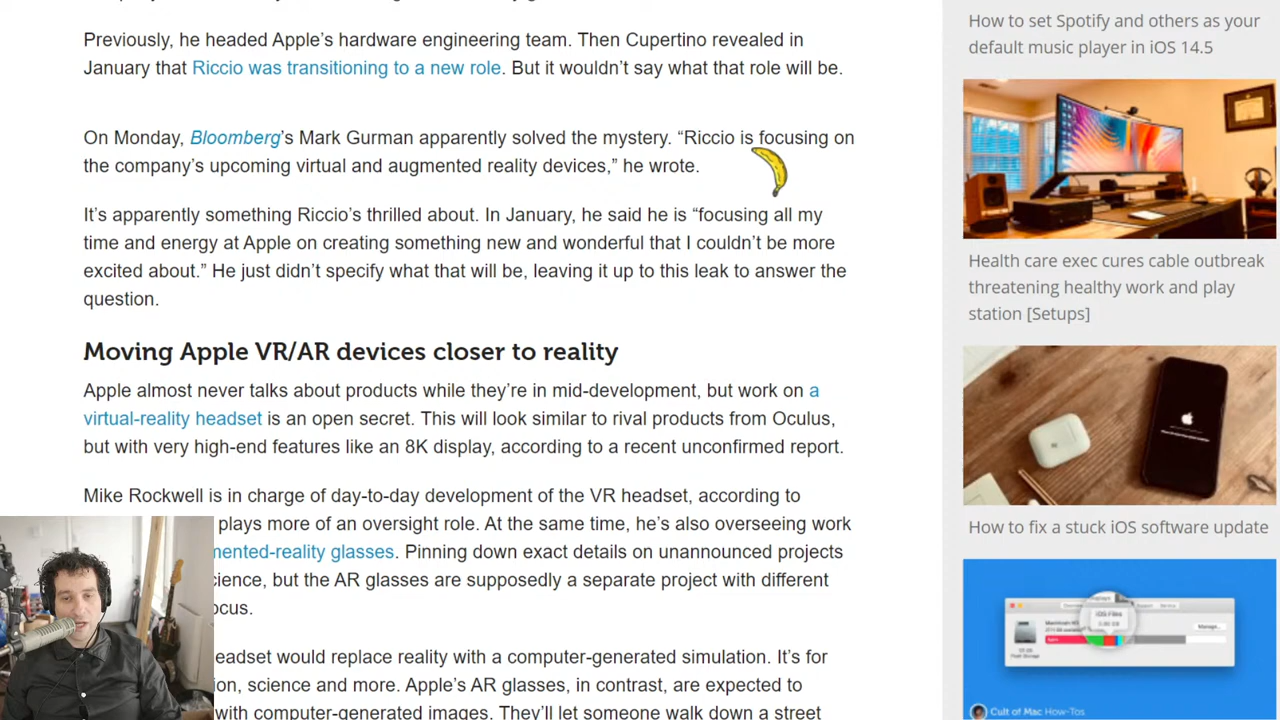 Previously, he headed Apple’s hardware engineering team. Then Cupertino revealed in
January that Riccio was transitioning to a new role. But it wouldn’t say what that role will be.
On Monday, Bloomberg’s Mark Gurman apparently solved the mystery. “Riccio is focusing on
the company’s upcoming virtual and augmented reality devices,” he wrote.
It’s apparently something Riccio’s thrilled about. In January, he said he is “focusing all my
time and energy at Apple on creating something new and wonderful that I couldn’t be more
excited about.” He just didn’t specify what that will be, leaving it up to this leak to answer the
question.
Moving Apple VR/AR devices closer to reality
Apple almost never talks about products while they’re in mid-development, but work on a
virtual-reality headset is an open secret. This will look similar to rival products from Oculus,
but with very high-end features like an 8K display, according to a recent unconfirmed report.
Mike Rockwell is in charge of day-to-day development of the VR headset, according to
plays more of an oversight role. At the same time, he’s also overseeing work
mented-reality glasses. Pinning down exact details on unannounced projects
cience, but the AR glasses are supposedly a separate project with different
ocus.
eadset would replace reality with a computer-generated simulation. It’s for
on, science and more. Apple’s AR glasses, in contrast, are expected to
with computer-generated images. They’ll let someone walk down a street
How to set Spotify and others as your
default music player in iOS 14.5
Health care exec cures cable outbreak
threatening healthy work and play
station [Setups]
How to fix a stuck iOS software update
iOS Files
Manage...
Cult of Mac How-Tos